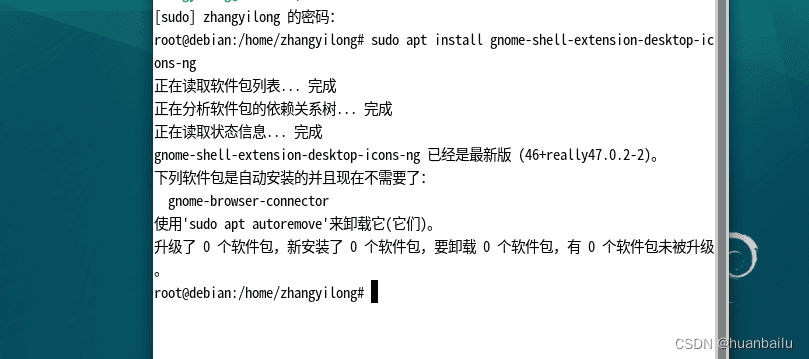 [sudo] zhangyilong 的密码：
root@debian:/home/zhangyilong# sudo apt install gnome-shell-extension-desktop-ic
ons-ng
正在读取软件包列表... 完成
正在分析软件包的依赖关系树... 完成
正在读取状态信息... 完成
gnome-shell-extension-desktop-icons-ng 已经是最新版 (46+really47.0.2-2)。
下列软件包是自动安装的并且现在不需要了：
  gnome-browser-connector
使用'sudo apt autoremove'来卸载它(它们)。
升级了 0 个软件包，新安装了 0 个软件包，要卸载 0 个软件包，有 0 个软件包未被升级
。
root@debian:/home/zhangyilong#
CSDN @huanbailu